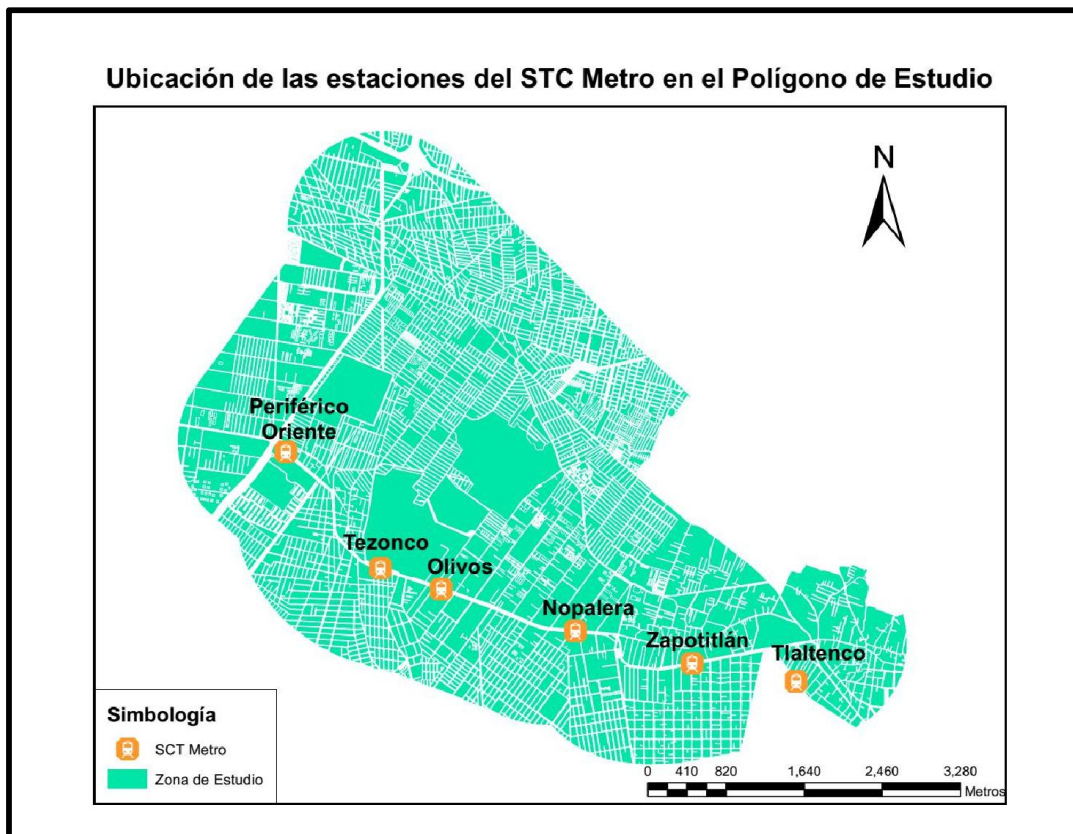 Ubicación de las estaciones del STC Metro en el Polígono de Estudio
N
Periférico
Oriente
Tezonco
Olivos
Nopalera
Zapotitlán
Tlaltenco
Simbología
SCT Metro
Zona de Estudio
0 410 820 1,640 2,460 3,280
Metros